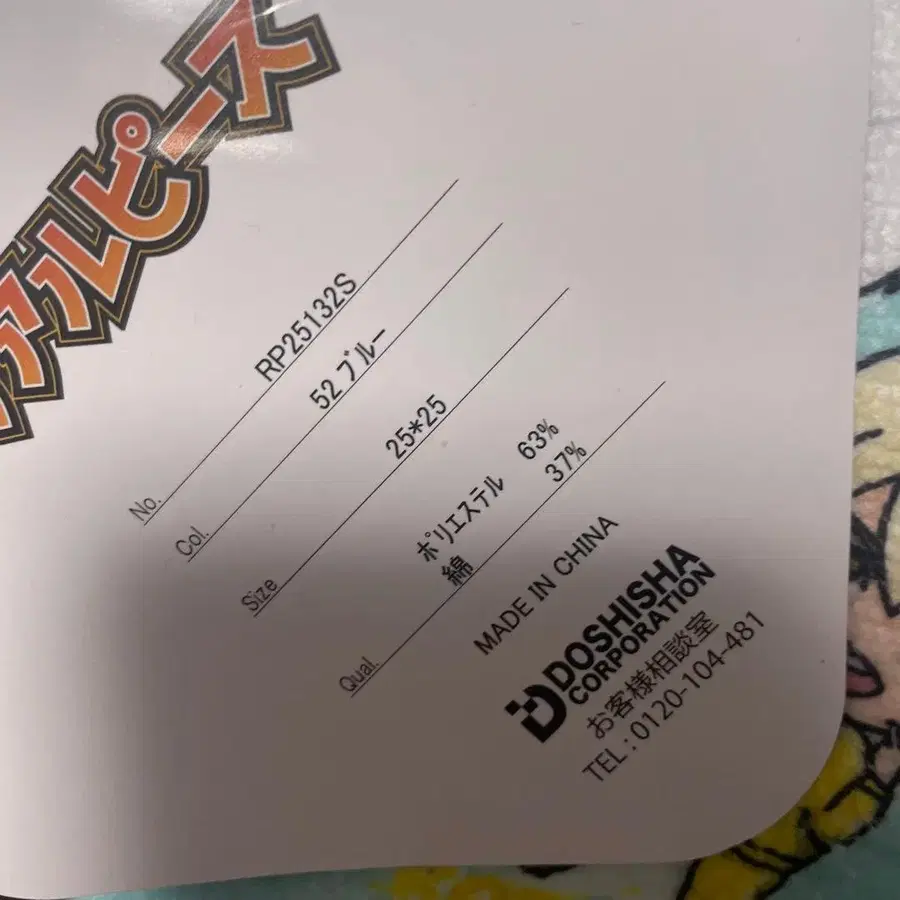 アルピース
No. RP25132S
Col. 52 ブルー
Size 25*25
Qual. ポリエステル 63%
綿 37%
MADE IN CHINA
DOSHISHA
CORPORATION
お客様相談室
TEL:0120-104-481